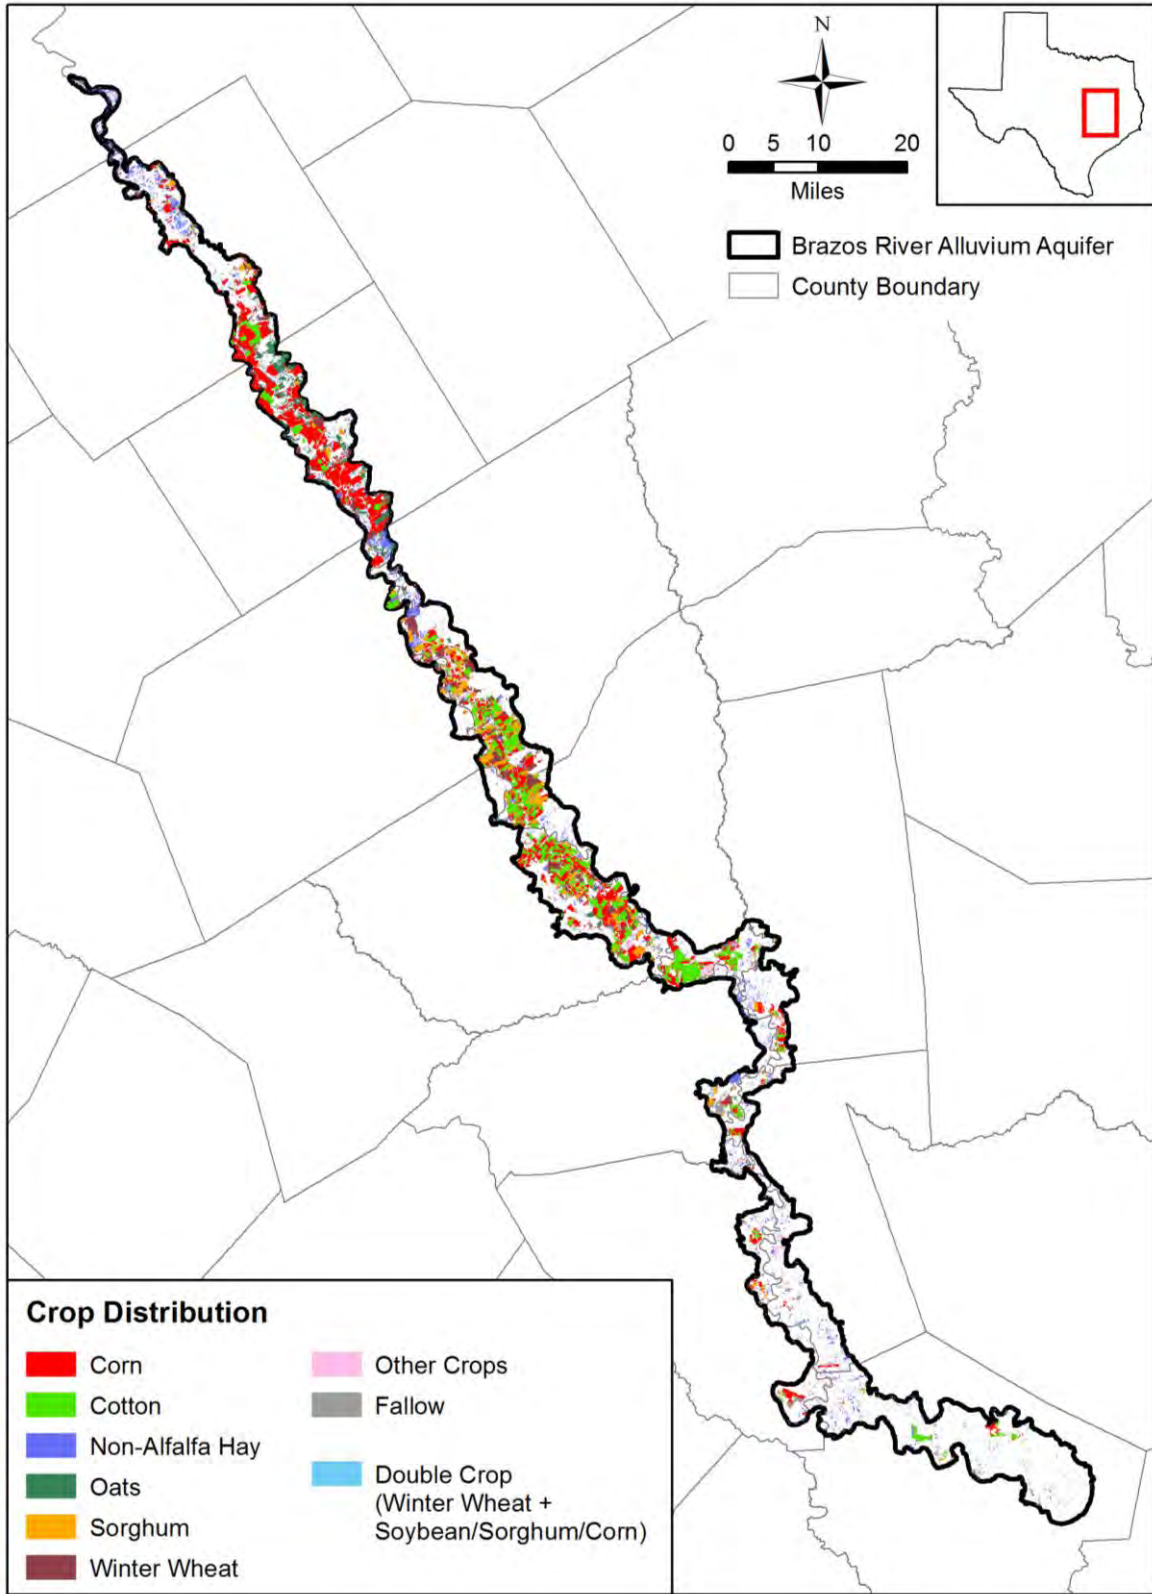 N
0 5 10 20
Miles
Brazos River Alluvium Aquifer
County Boundary
Crop Distribution
Corn
Cotton
Non-Alfalfa Hay
Oats
Sorghum
Winter Wheat
Other Crops
Fallow
Double Crop
(Winter Wheat +
Soybean/Sorghum/Corn)